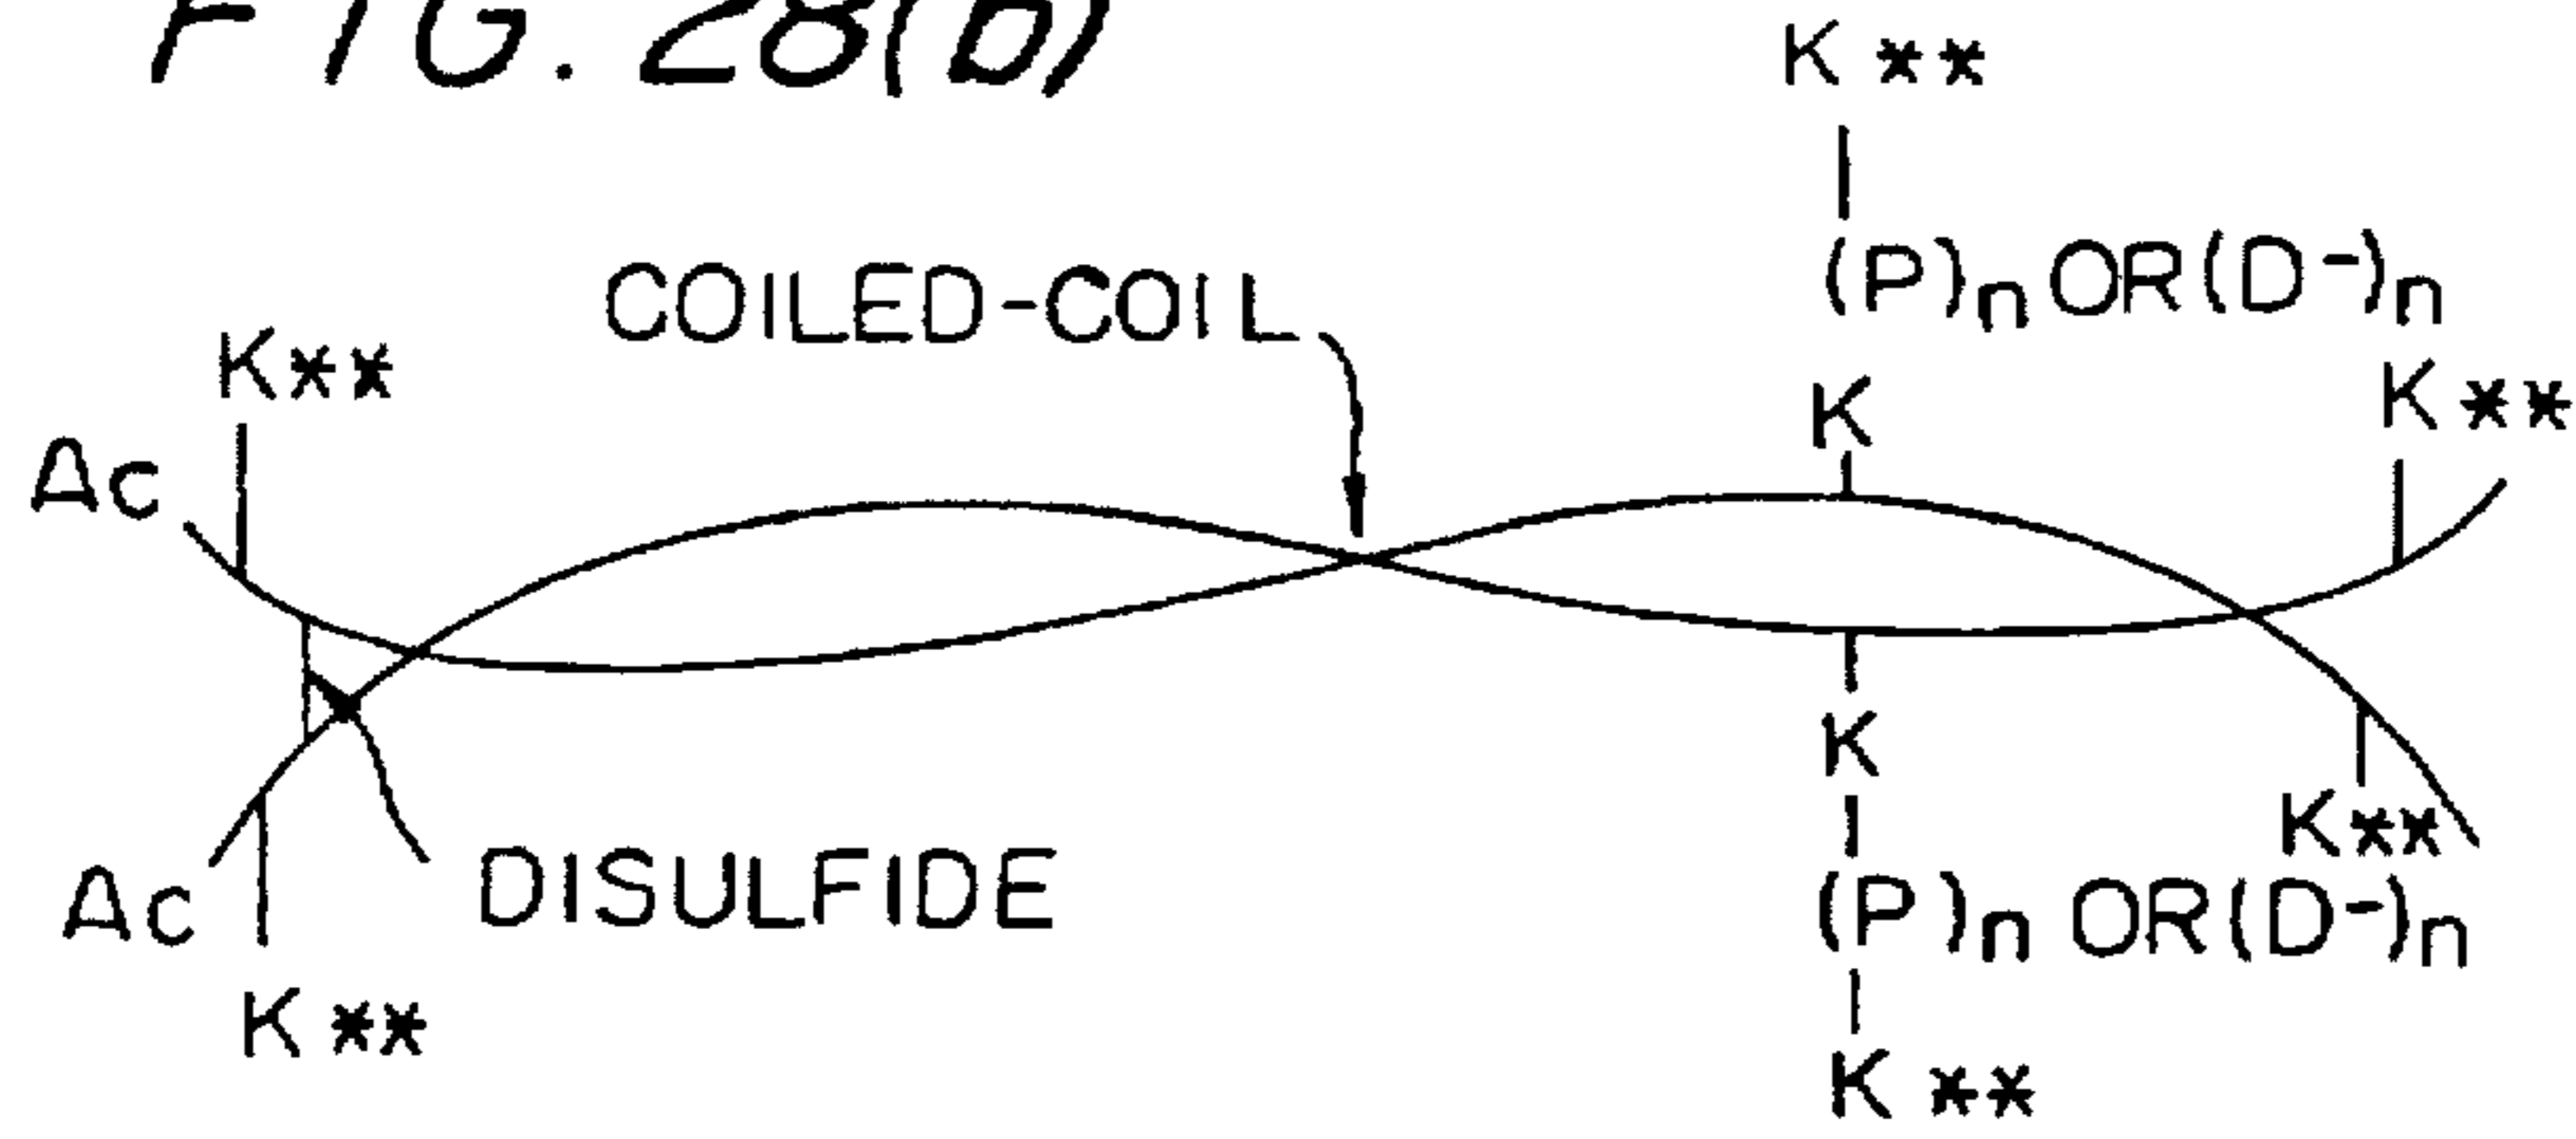 FIG. 28(b)
K **
(P)n OR (D-)n
COILED-COIL
K**
K
K **
Ac
K
DISULFIDE
K**
Ac
(P)n OR (D-)n
K **
K **